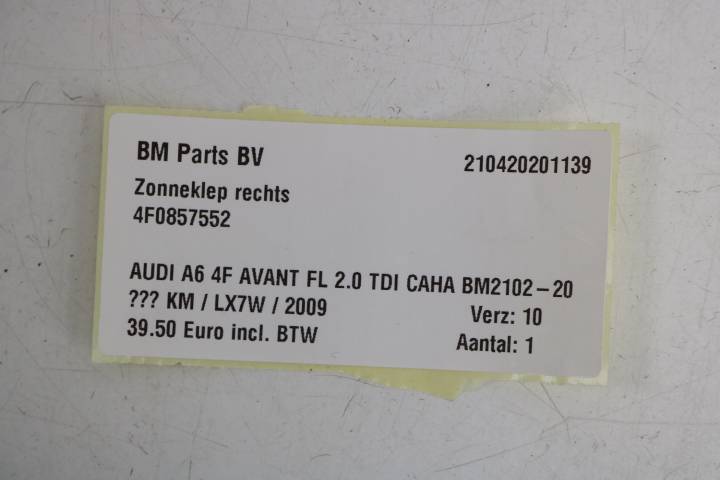 BM Parts BV 210420201139
Zonneklep rechts
4F0857552
AUDI A6 4F AVANT FL 2.0 TDI CAHA BM2102-20
??? KM / LX7W / 2009 Verz: 10
39.50 Euro incl. BTW Aantal: 1